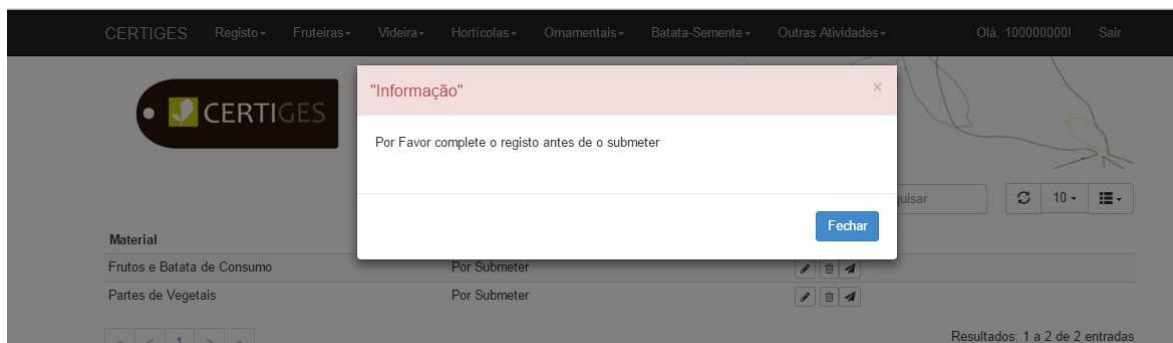 CERTIGES Registo Fruteiras Videira Hortícolas Ornamentais Batata-Semente Outras Atividades Olá, 100000000! Sair
"Informação" ×
CERTIGES
Por Favor complete o registo antes de o submeter
quisar 10
Fechar
Material
Frutos e Batata de Consumo Por Submeter
Partes de Vegetais Por Submeter
« < 1 > »
Resultados: 1 a 2 de 2 entradas